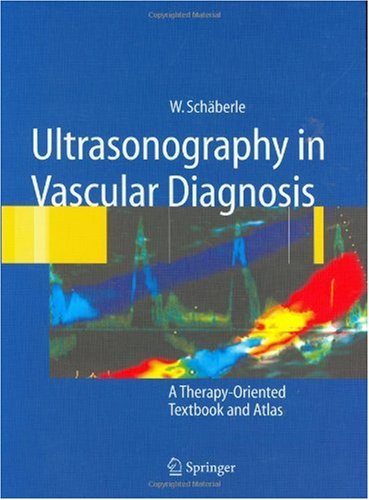 Copyrighted Material
W. Schäberle
Ultrasonography in
Vascular Diagnosis
A Therapy-Oriented
Textbook and Atlas
Springer
Copyrighted Material